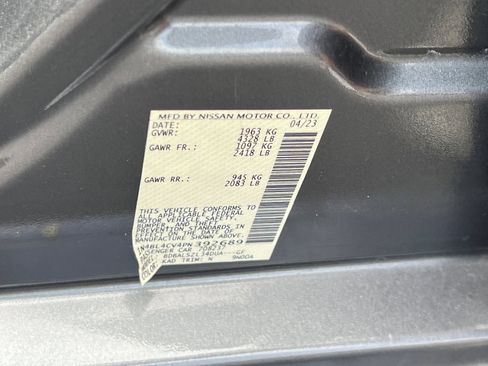 MFD BY NISSAN MOTOR CO., LTD.
DATE: 04/23
GVWR: 1963 KG
4328 LB
GAWR FR.: 1097 KG
2418 LB
GAWR RR.: 945 KG
2083 LB
THIS VEHICLE CONFORMS TO
ALL APPLICABLE FEDERAL
MOTOR VEHICLE SAFETY,
BUMPER, AND THEFT
PREVENTION STANDARDS IN
EFFECT ON THE DATE OF
MANUFACTURE SHOWN ABOVE.
1N4BL4CV4PN392689
PASSENGER CAR
KAD TRIM: N